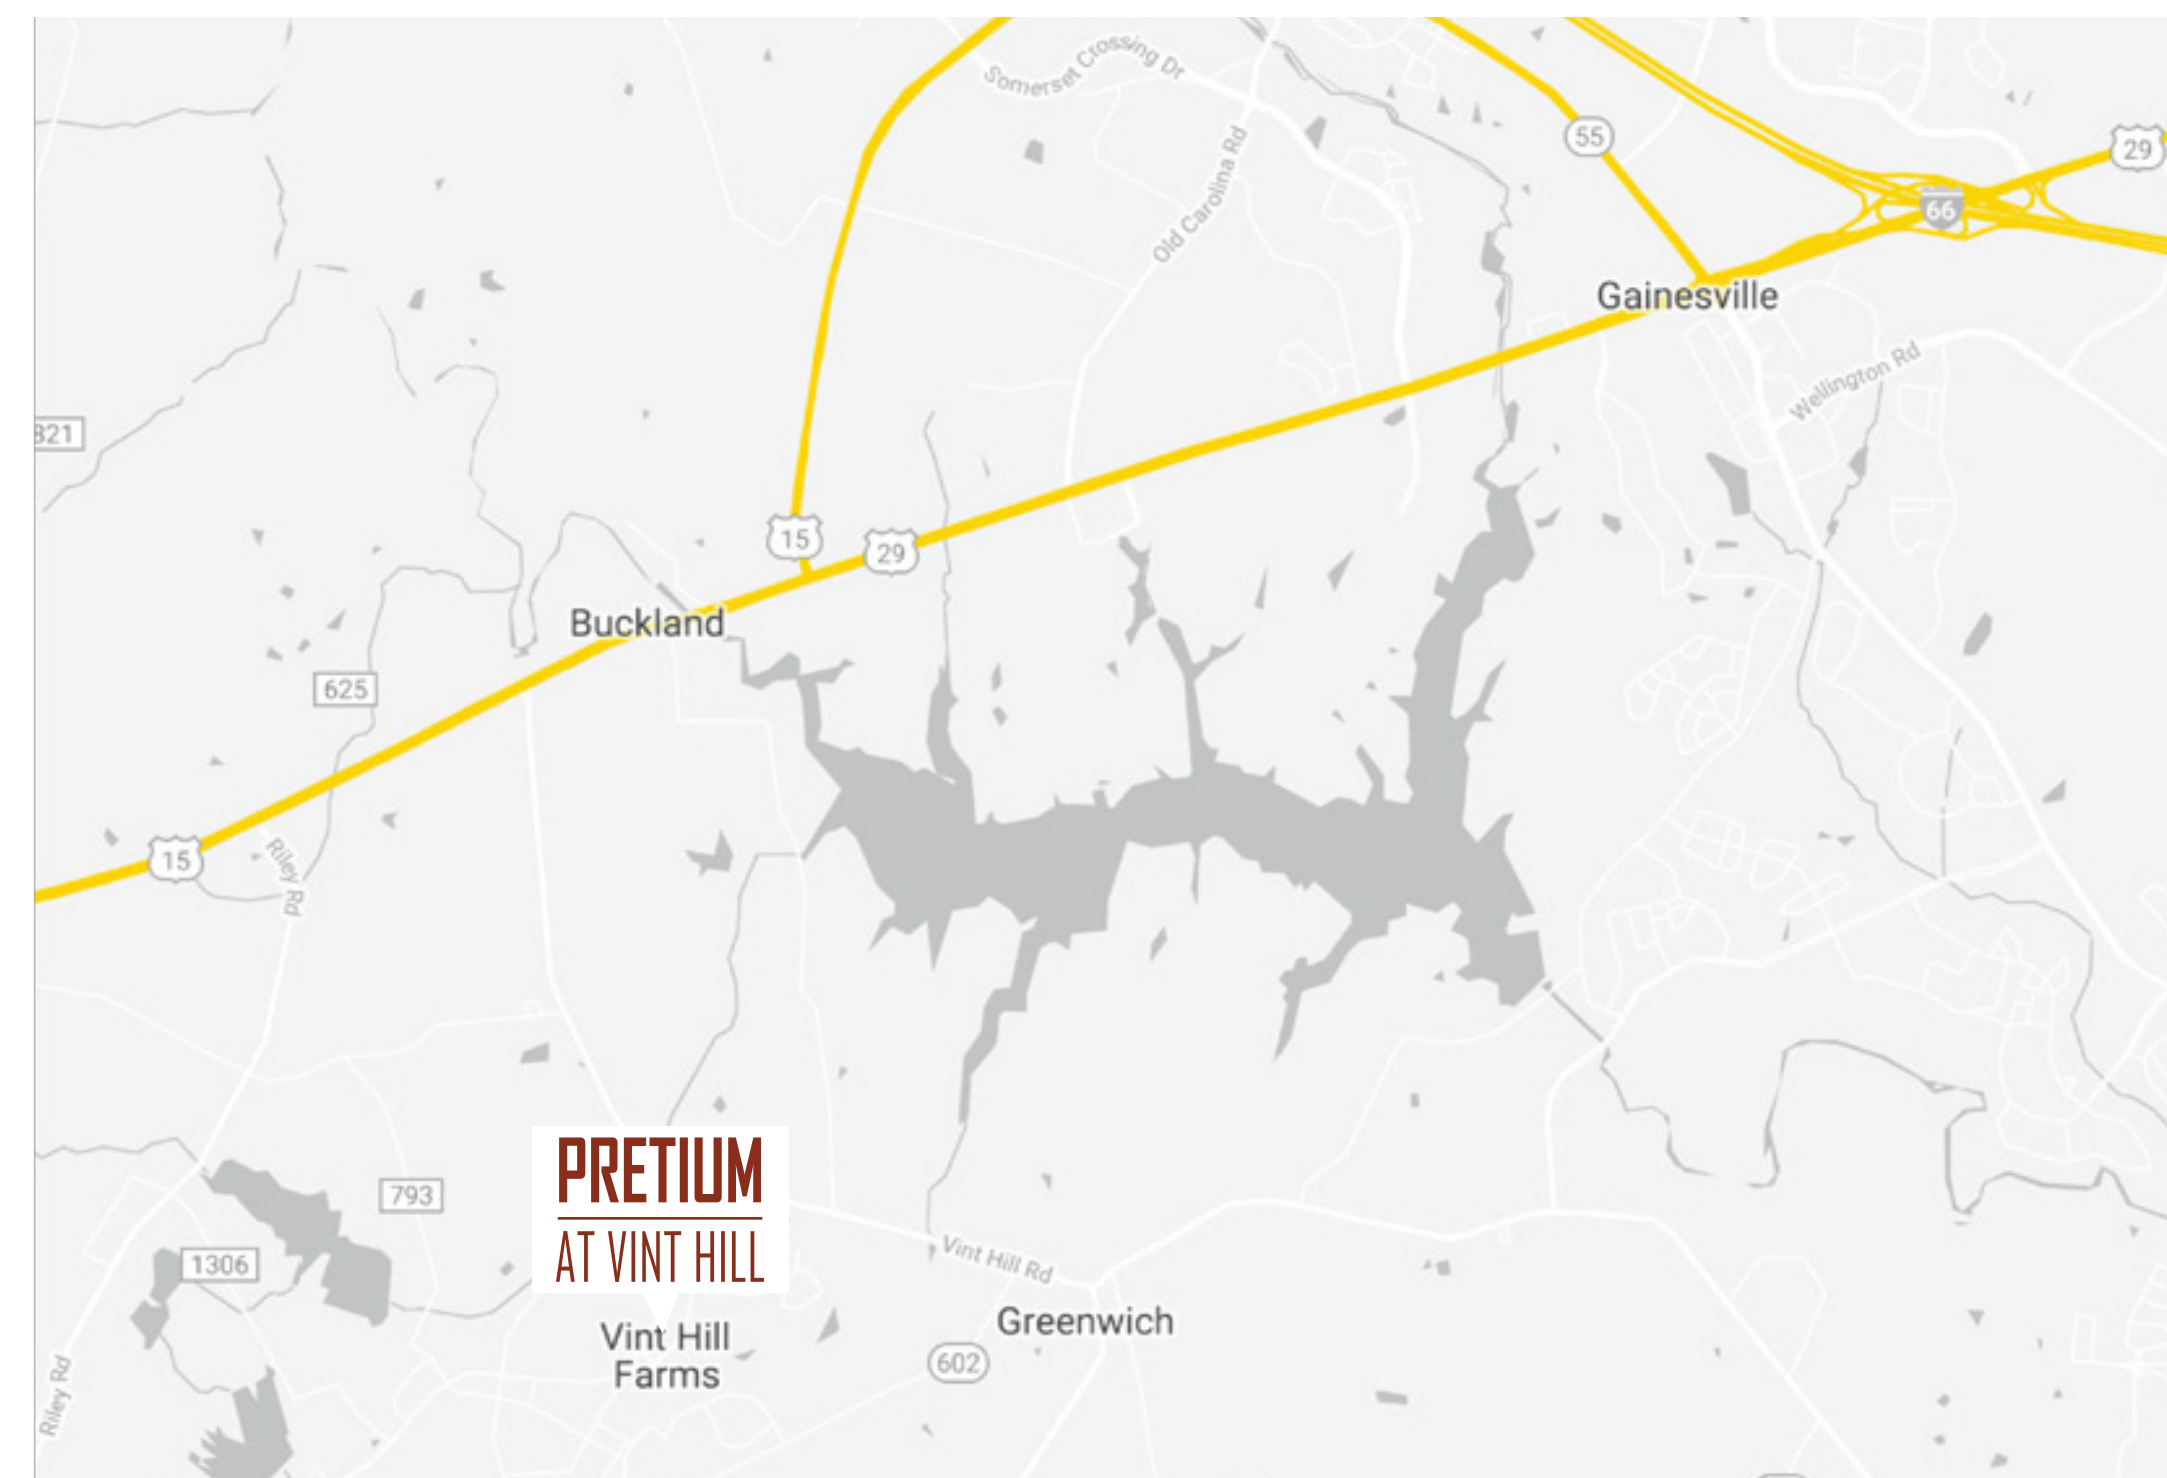 Somerset Crossing Dr
55
29
Old Carolina Rd
66
Gainesville
Wellington Rd
15
29
Buckland
625
15
Riley Rd
PRETIUM
AT VINT HILL
793
1306
Vint Hill Rd
Greenwich
Vint Hill
Farms
602
Riley Rd